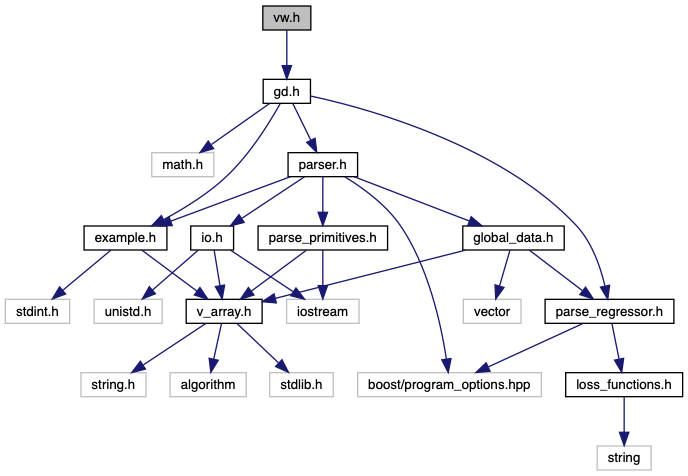 vw.h
gd.h
math.h
parser.h
example.h
io.h
parse_primitives.h
global_data.h
stdint.h
unistd.h
v_array.h
iostream
vector
parse_regressor.h
string.h
algorithm
stdlib.h
boost/program_options.hpp
loss_functions.h
string